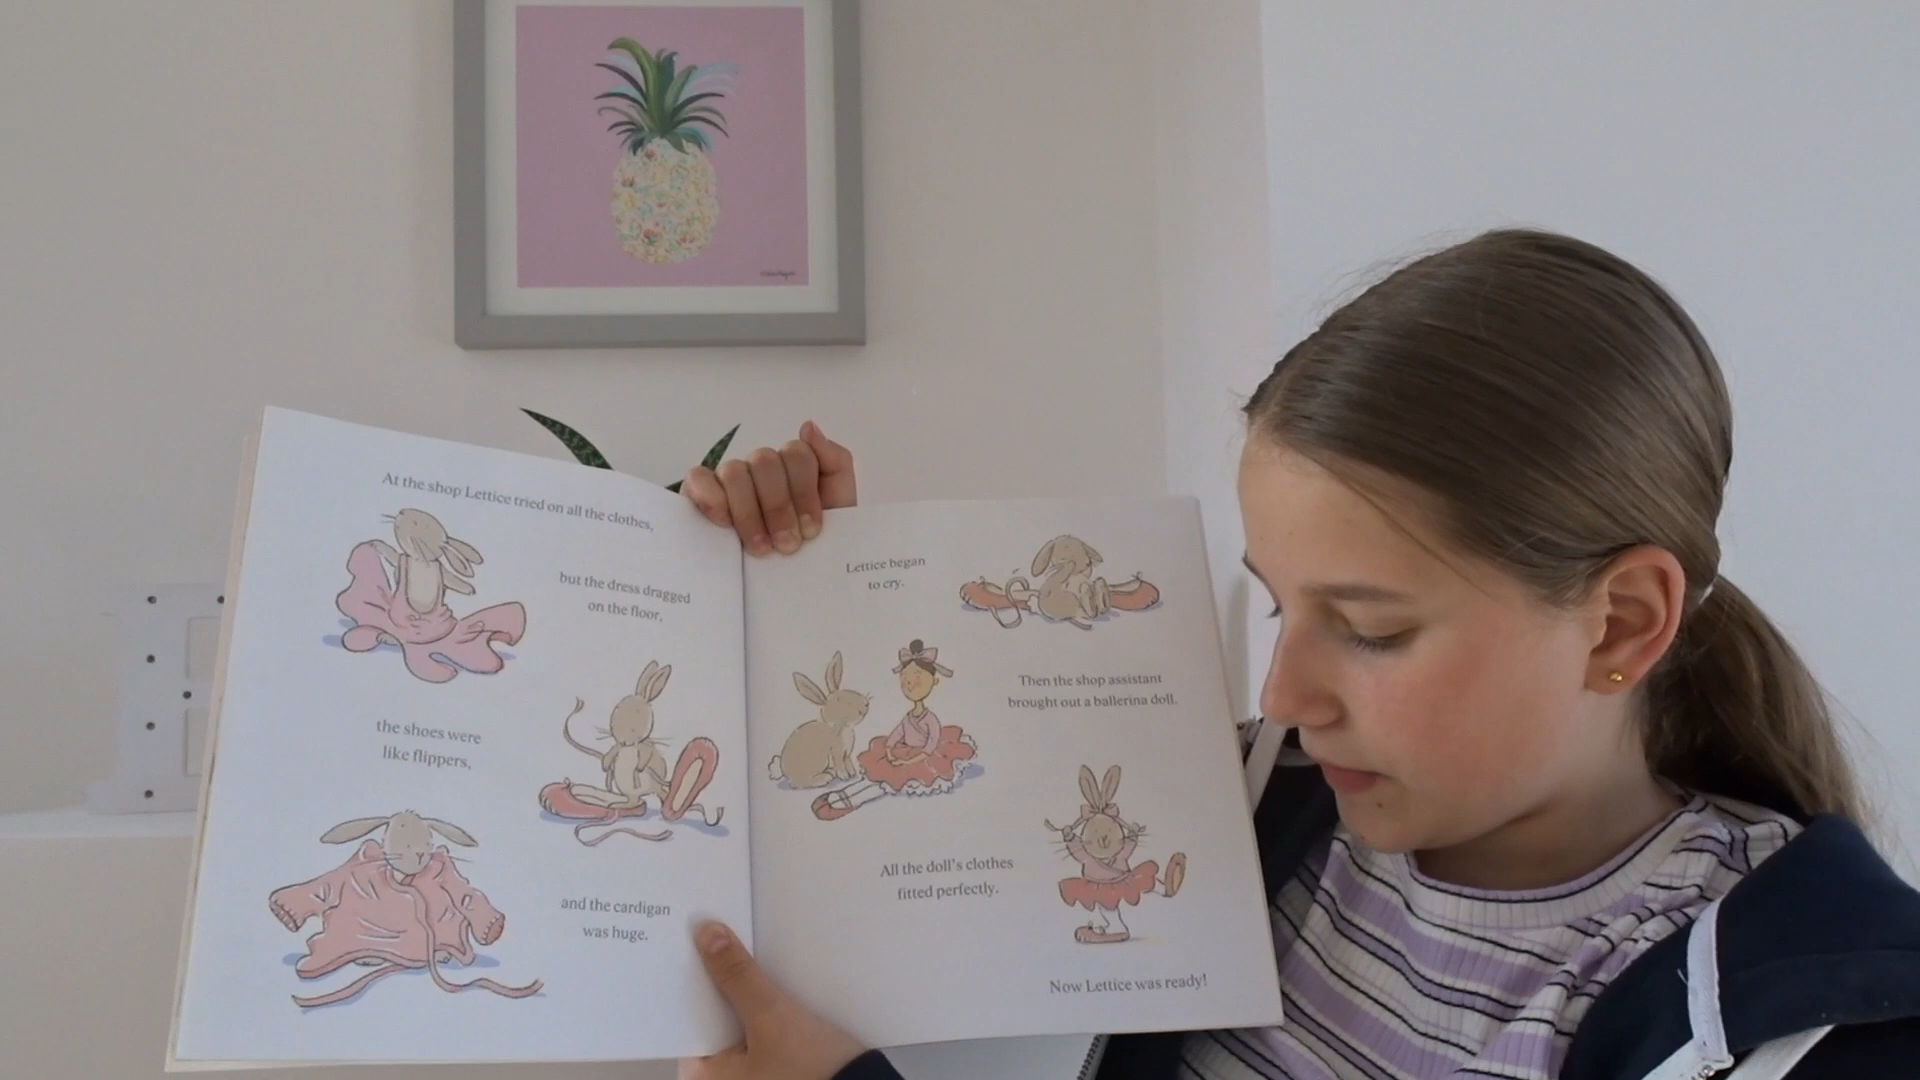 At the shop Lettice tried on all the clothes,
but the dress dragged
on the floor,
the shoes were
like flippers,
and the cardigan
was huge.
Lettice began
to cry.
Then the shop assistant
brought out a ballerina doll.
All the doll's clothes
fitted perfectly.
Now Lettice was ready!